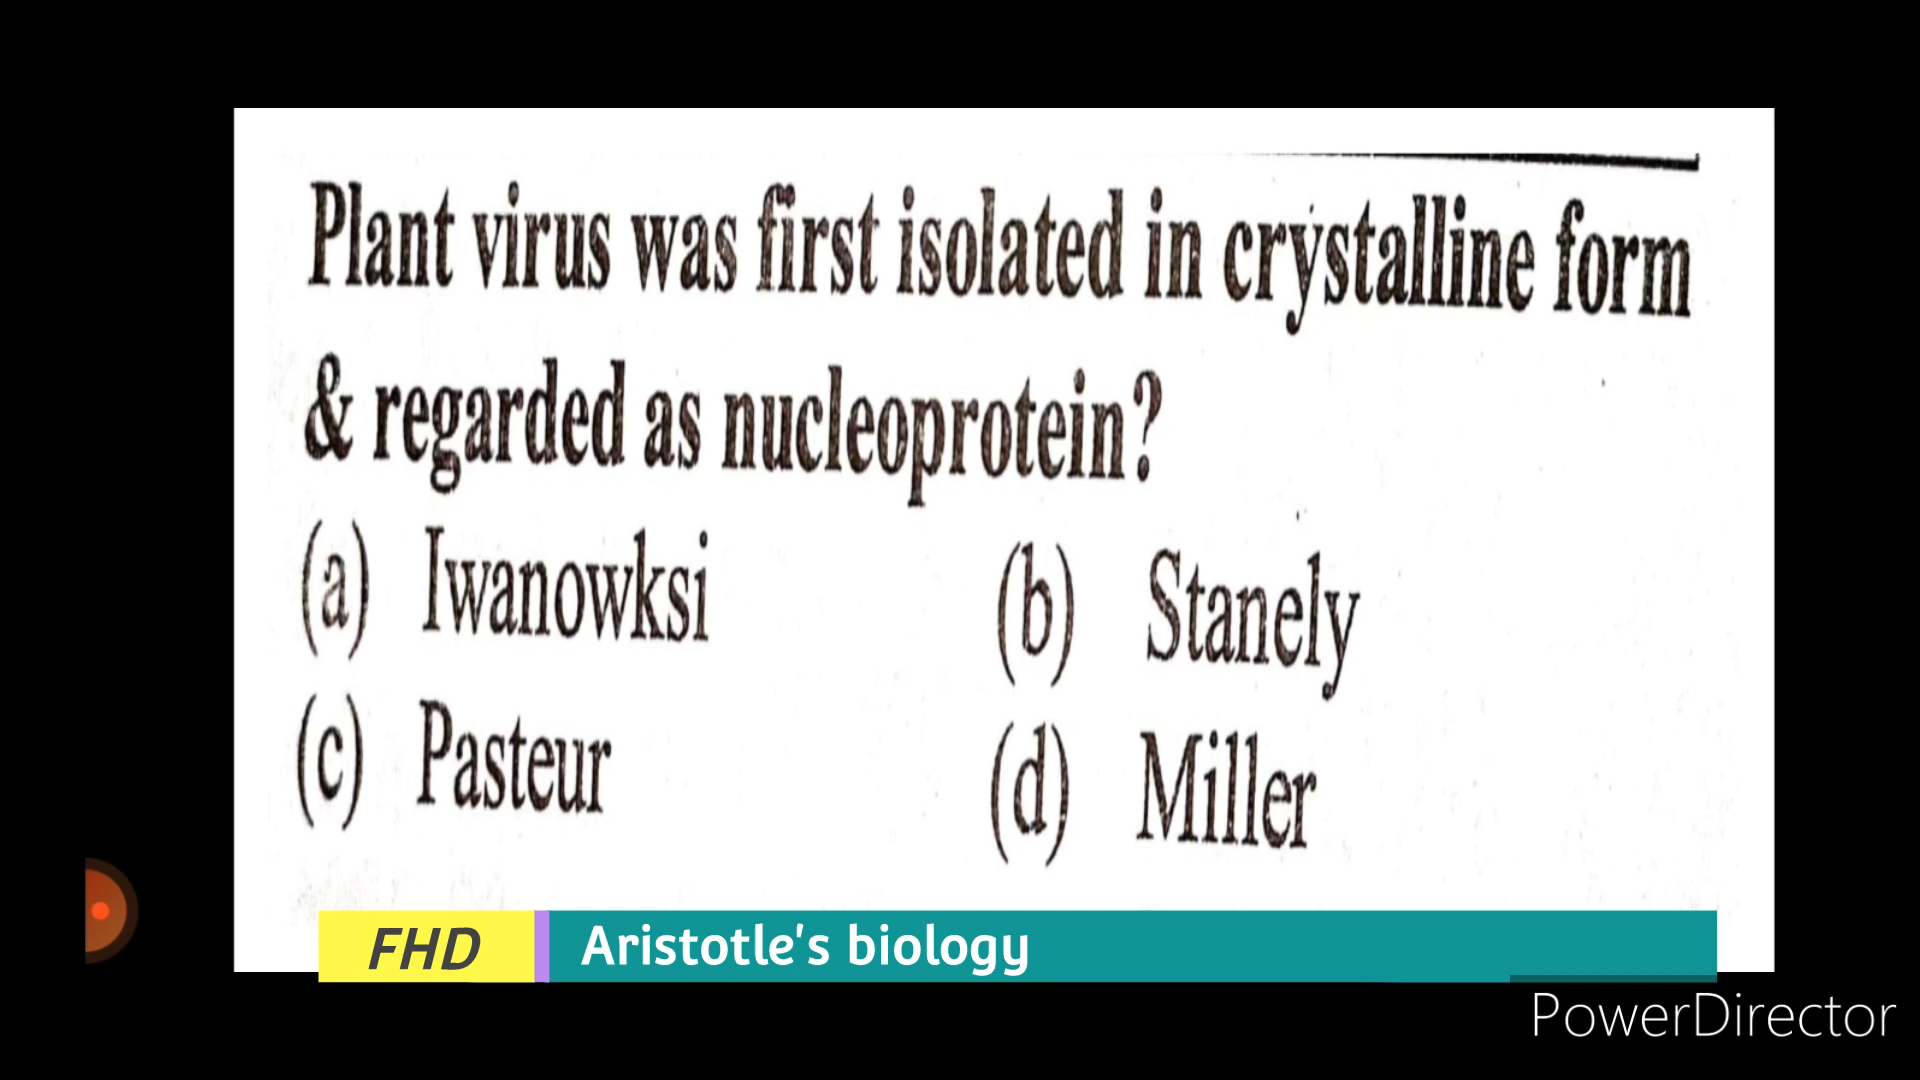 Plant virus was first isolated in crystalline form
& regarded as nucleoprotein?
(a) Iwanowksi (b) Stanely
(c) Pasteur (d) Miller
FHD Aristotle's biology
PowerDirector